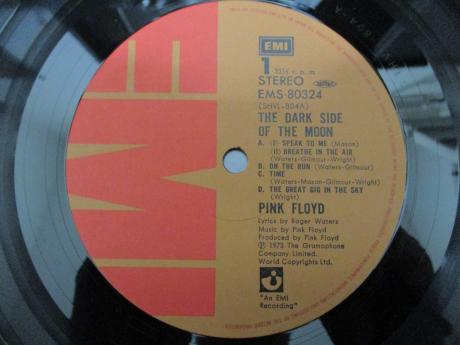 EMI
1
33⅓ r.p.m
STEREO
EMS-80324
(SHVL-804A)
THE DARK SIDE
OF THE MOON
A. (I) SPEAK TO ME (Mason)
(II) BREATHE IN THE AIR
(Waters-Gilmour-Wright)
B. ON THE RUN (Waters-Gilmour)
C. TIME
(Waters-Mason-Gilmour-Wright)
D. THE GREAT GIG IN THE SKY
(Wright)
PINK FLOYD
Lyrics by Roger Waters
Music by Pink Floyd
Produced by Pink Floyd
Ⓟ 1973 The Gramophone
Company Limited.
World Copyrights Ltd.
"An EMI
Recording"
EMI